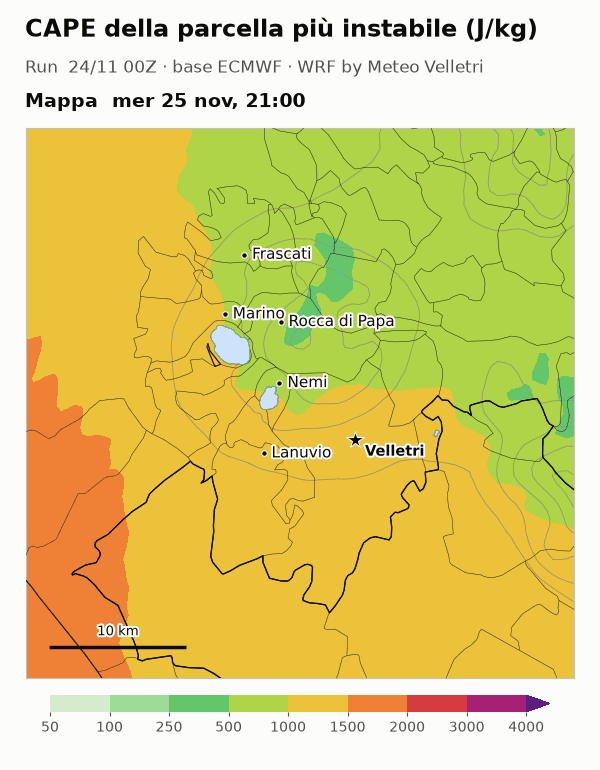 CAPE della parcella più instabile (J/kg)
Run  24/11 00Z · base ECMWF · WRF by Meteo Velletri
Mappa  mer 25 nov, 21:00
Frascati
Marino
Rocca di Papa
Nemi
Velletri
Lanuvio
10 km
50 100 250 500 1000 1500 2000 3000 4000